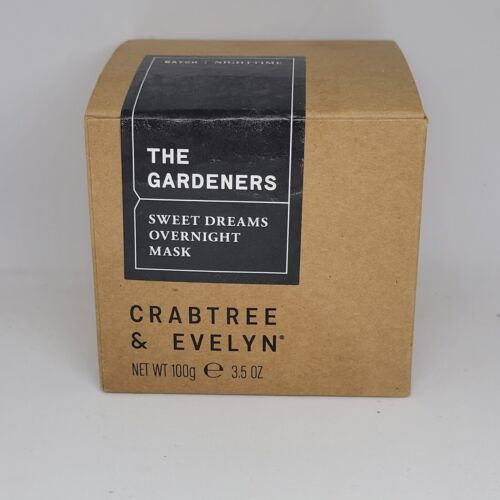 BATCH : NIGHTTIME
THE
GARDENERS
SWEET DREAMS
OVERNIGHT
MASK
CRABTREE
& EVELYN®
NET WT 100g ℮ 3.5 OZ